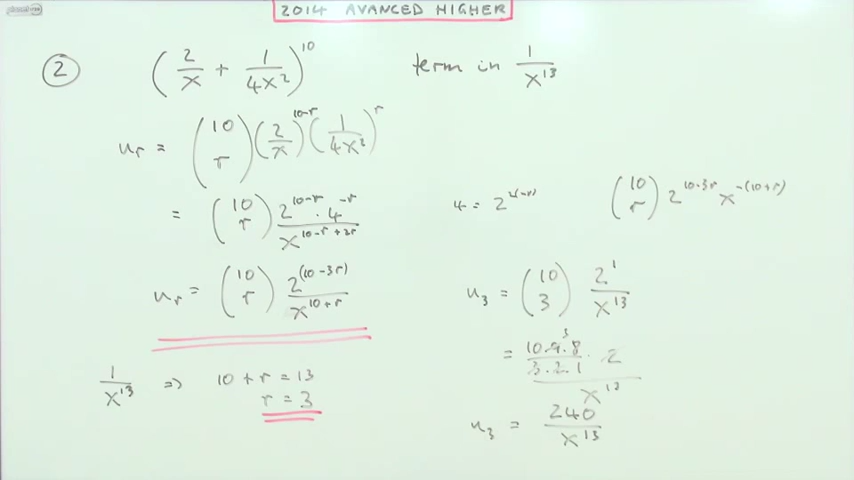 2014 AVANCED HIGHER
② (2/x + 1/4x²)^10 term in 1/x^13
u_r = (10 r) (2/x)^10-r (1/4x²)^r
= (10 r) 2^10-r · 4^-r / x^10-r+2r
u_r = (10 r) 2^(10-3r) / x^10+r
1/x^13 ⇒ 10 + r = 13
r = 3
(10 r) 2^10-3r x^-(10+r)
u_3 = (10 3) 2^1 / x^13
= 10.9.8 / 3.2.1 · 2 / x^13
3
u_3 = 240 / x^13